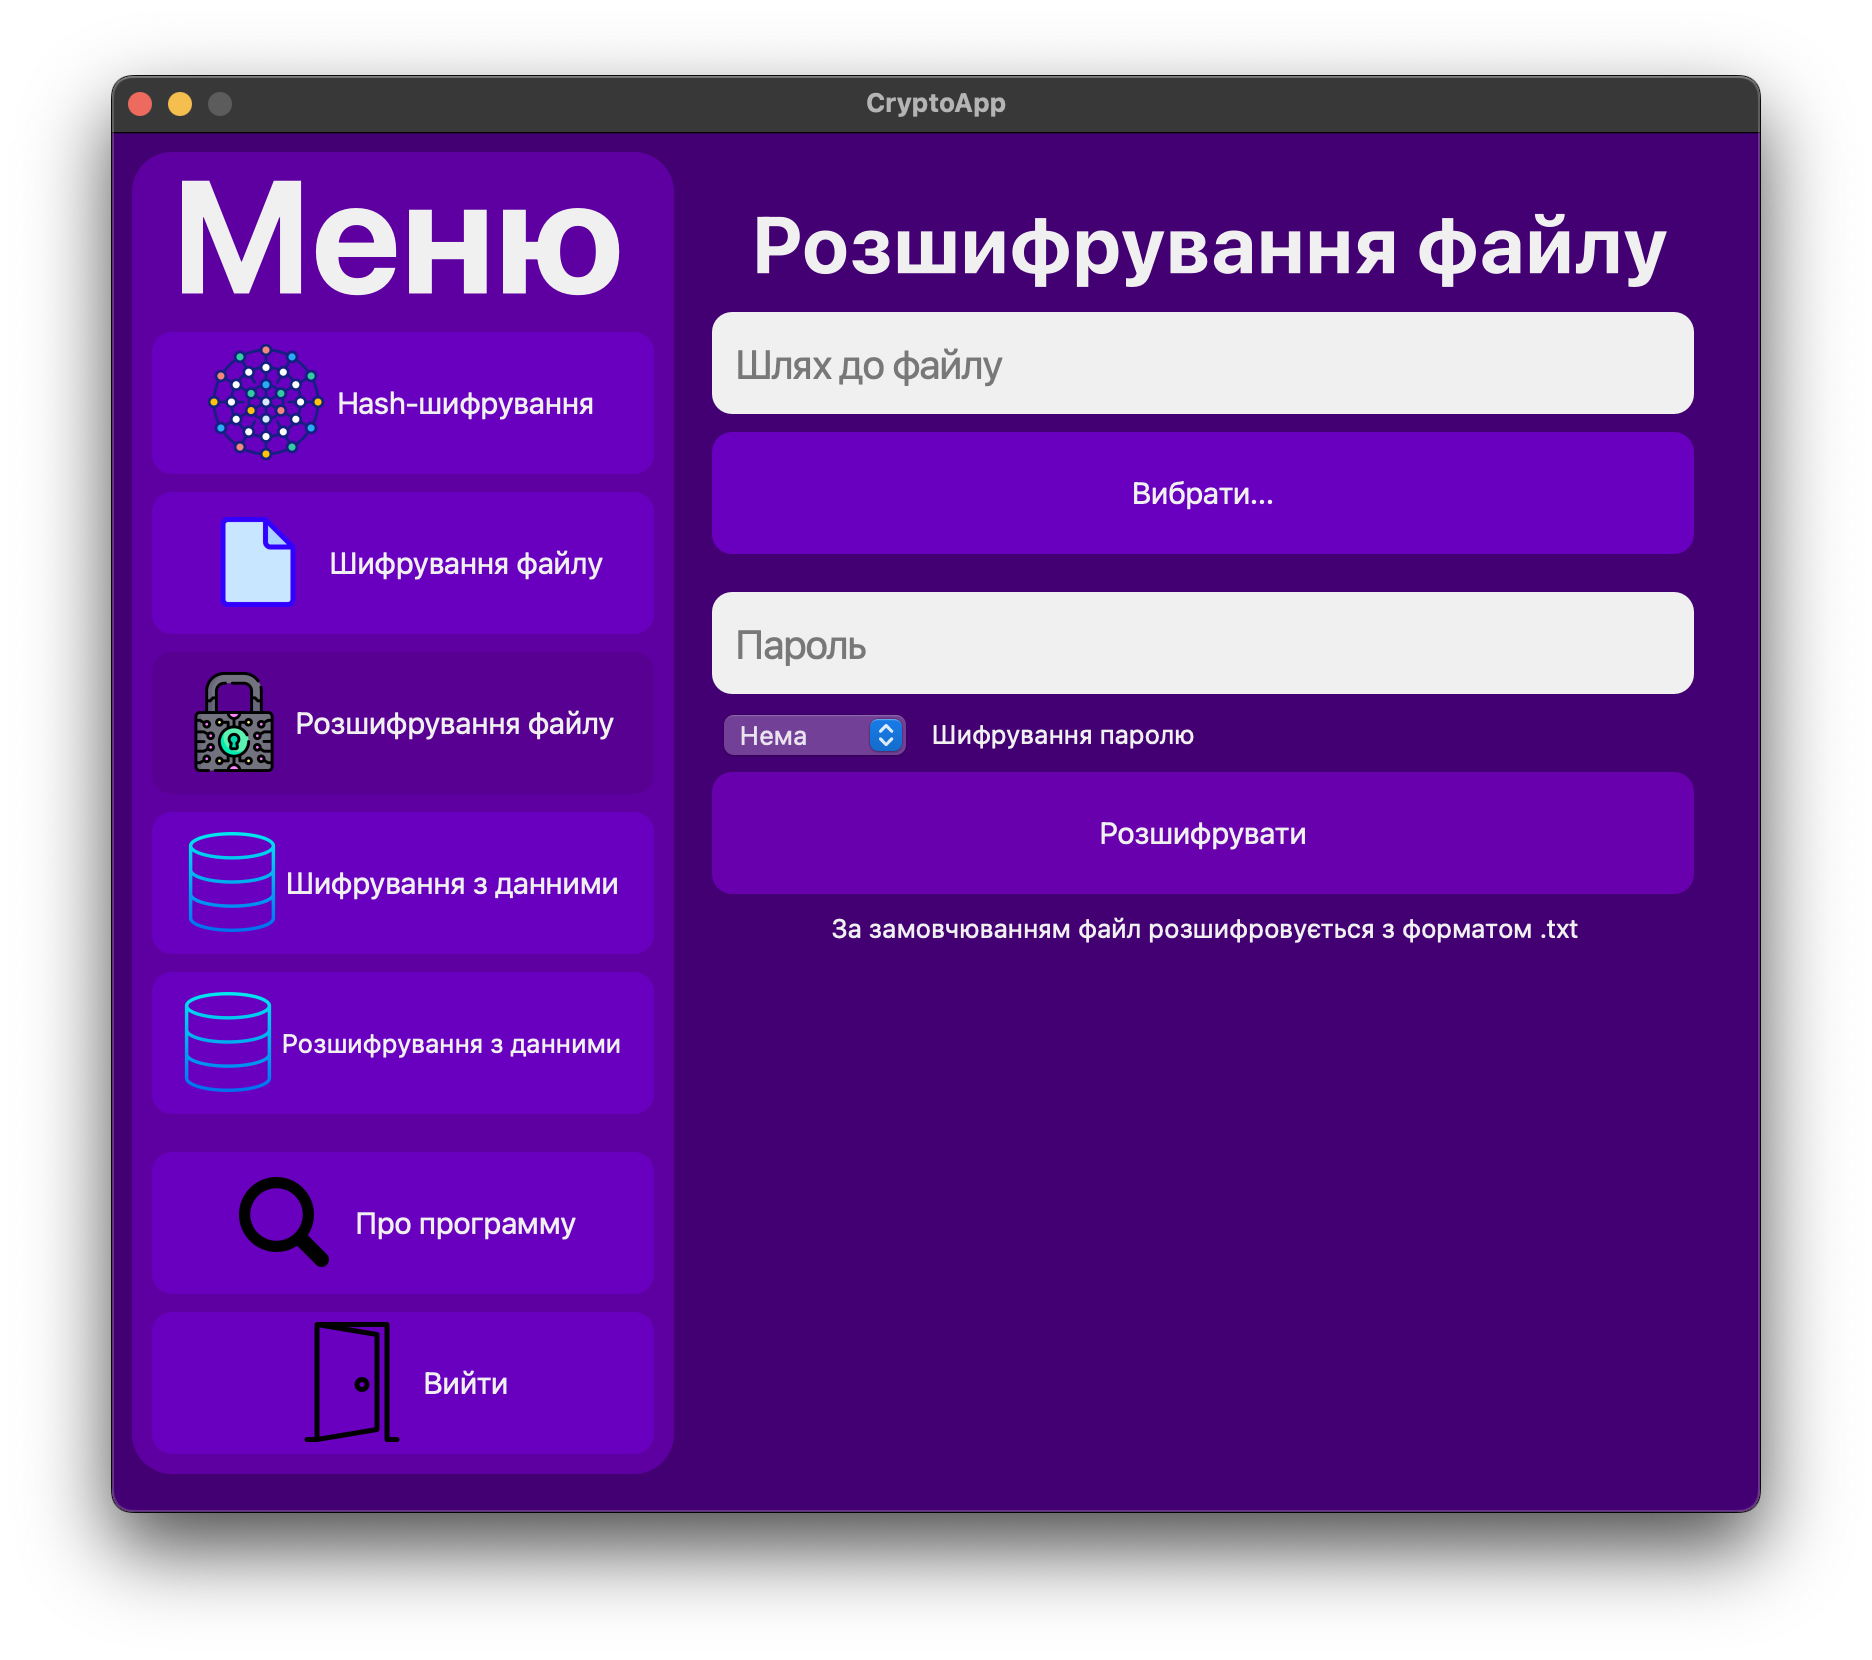 CryptoApp
Меню
Hash-шифрування
Шифрування файлу
Розшифрування файлу
Шифрування з данними
Розшифрування з данними
Про программу
Вийти
Розшифрування файлу
Шлях до файлу
Вибрати...
Пароль
Нема
Шифрування паролю
Розшифрувати
За замовчюванням файл розшифровується з форматом .txt